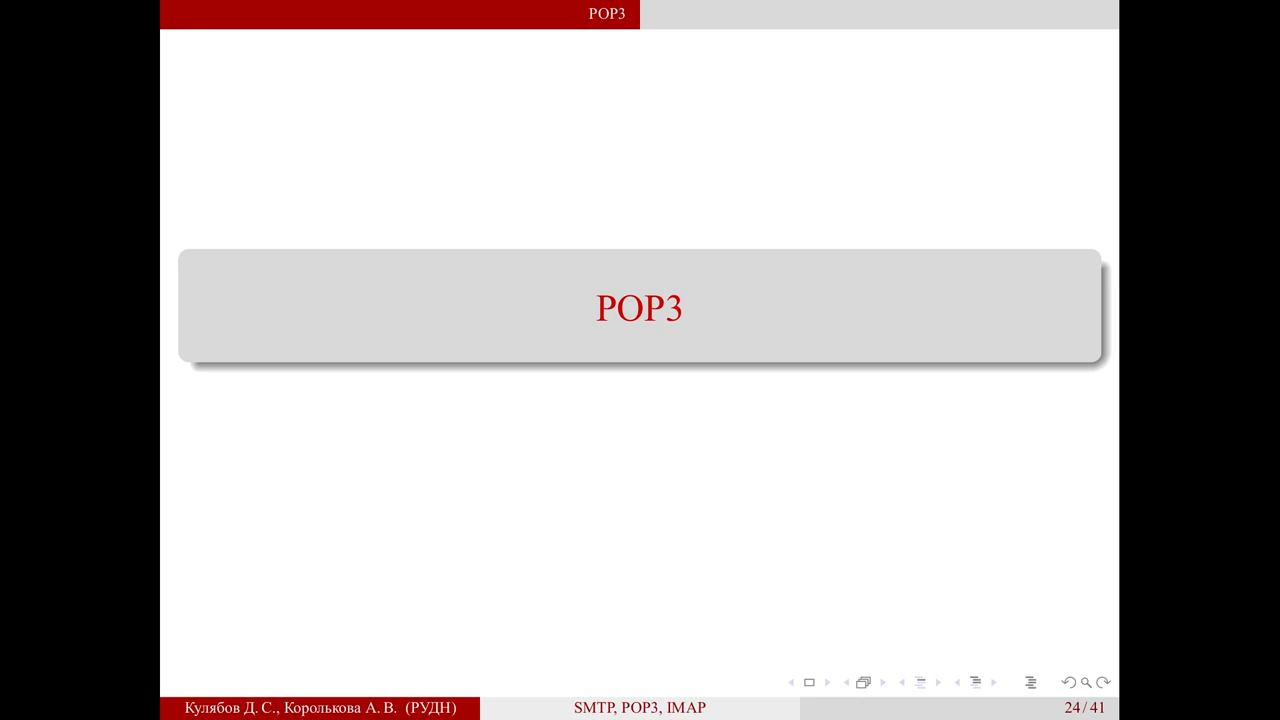 POP3
POP3
Кулябов Д. С., Королькова А. В. (РУДН)
SMTP, POP3, IMAP
24 / 41